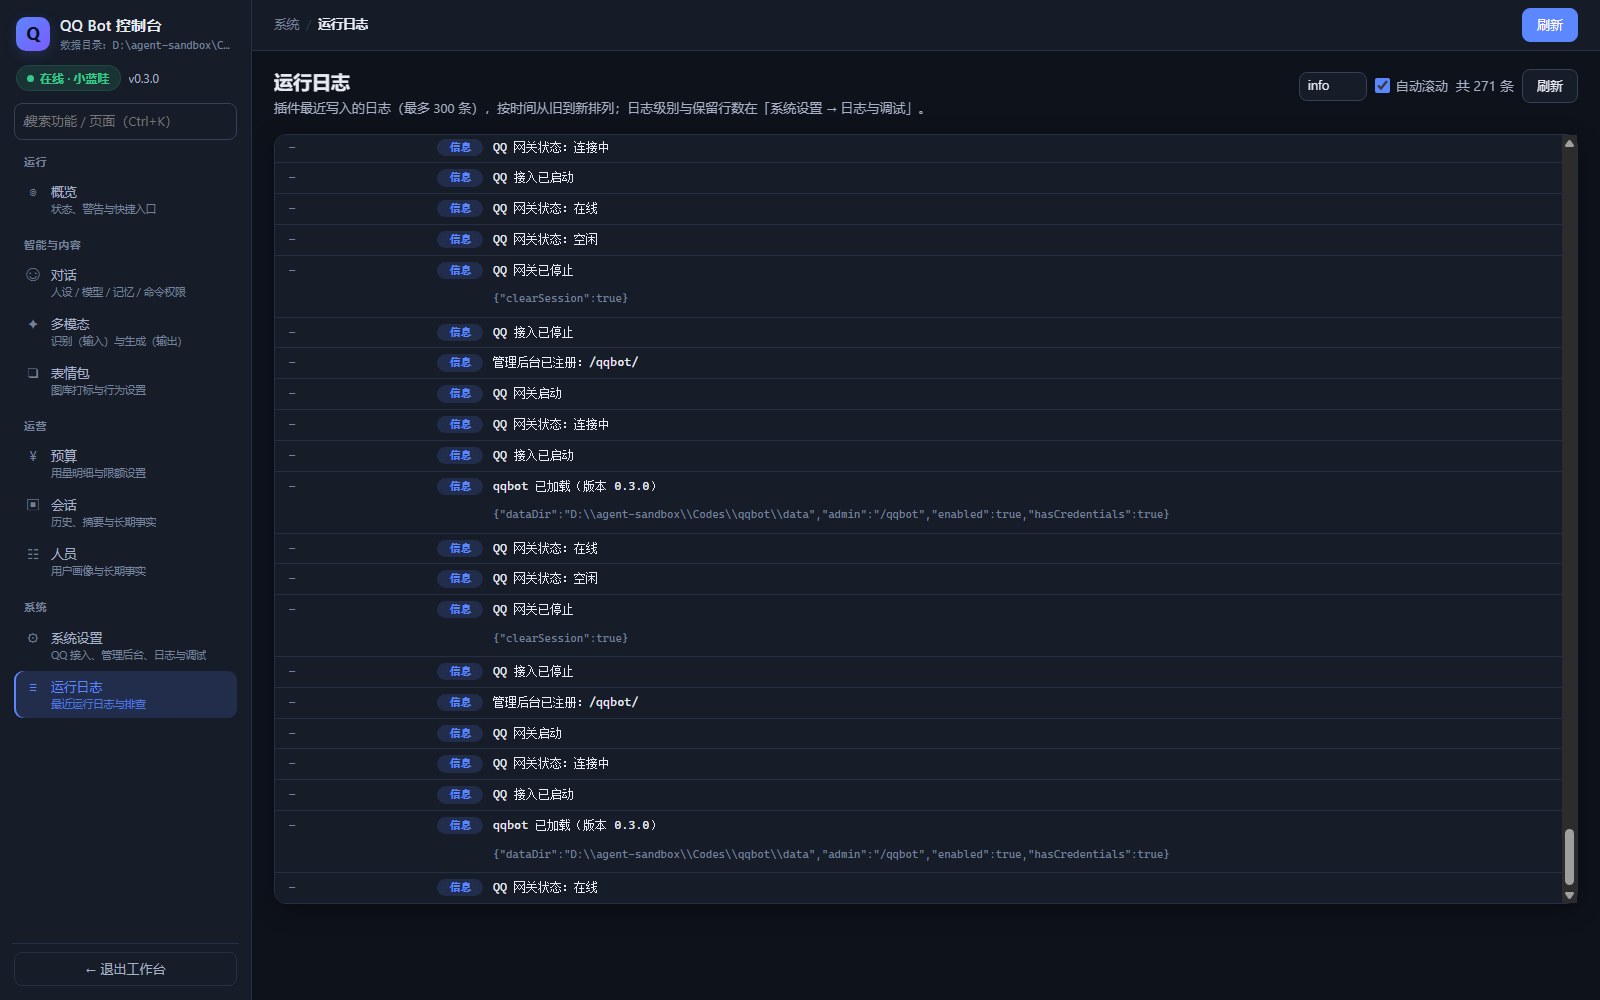 Q
QQ Bot 控制台
数据目录：D:\agent-sandbox\C…
在线 · 小蓝哇
v0.3.0
搜索功能 / 页面（Ctrl+K）
运行
概览
状态、警告与快捷入口
智能与内容
对话
人设 / 模型 / 记忆 / 命令权限
多模态
识别（输入）与生成（输出）
表情包
图库打标与行为设置
运营
¥ 预算
用量明细与限额设置
会话
历史、摘要与长期事实
人员
用户画像与长期事实
系统
系统设置
QQ 接入、管理后台、日志与调试
运行日志
最近运行日志与排查
← 退出工作台
系统 / 运行日志
刷新
运行日志
插件最近写入的日志（最多 300 条），按时间从旧到新排列；日志级别与保留行数在「系统设置 → 日志与调试」。
info
自动滚动 共 271 条 刷新
– 信息 QQ 网关状态：连接中
– 信息 QQ 接入已启动
– 信息 QQ 网关状态：在线
– 信息 QQ 网关状态：空闲
– 信息 QQ 网关已停止
{"clearSession":true}
– 信息 QQ 接入已停止
– 信息 管理后台已注册：/qqbot/
– 信息 QQ 网关启动
– 信息 QQ 网关状态：连接中
– 信息 QQ 接入已启动
– 信息 qqbot 已加载（版本 0.3.0）
{"dataDir":"D:\\agent-sandbox\\Codes\\qqbot\\data","admin":"/qqbot","enabled":true,"hasCredentials":true}
– 信息 QQ 网关状态：在线
– 信息 QQ 网关状态：空闲
– 信息 QQ 网关已停止
{"clearSession":true}
– 信息 QQ 接入已停止
– 信息 管理后台已注册：/qqbot/
– 信息 QQ 网关启动
– 信息 QQ 网关状态：连接中
– 信息 QQ 接入已启动
– 信息 qqbot 已加载（版本 0.3.0）
{"dataDir":"D:\\agent-sandbox\\Codes\\qqbot\\data","admin":"/qqbot","enabled":true,"hasCredentials":true}
– 信息 QQ 网关状态：在线